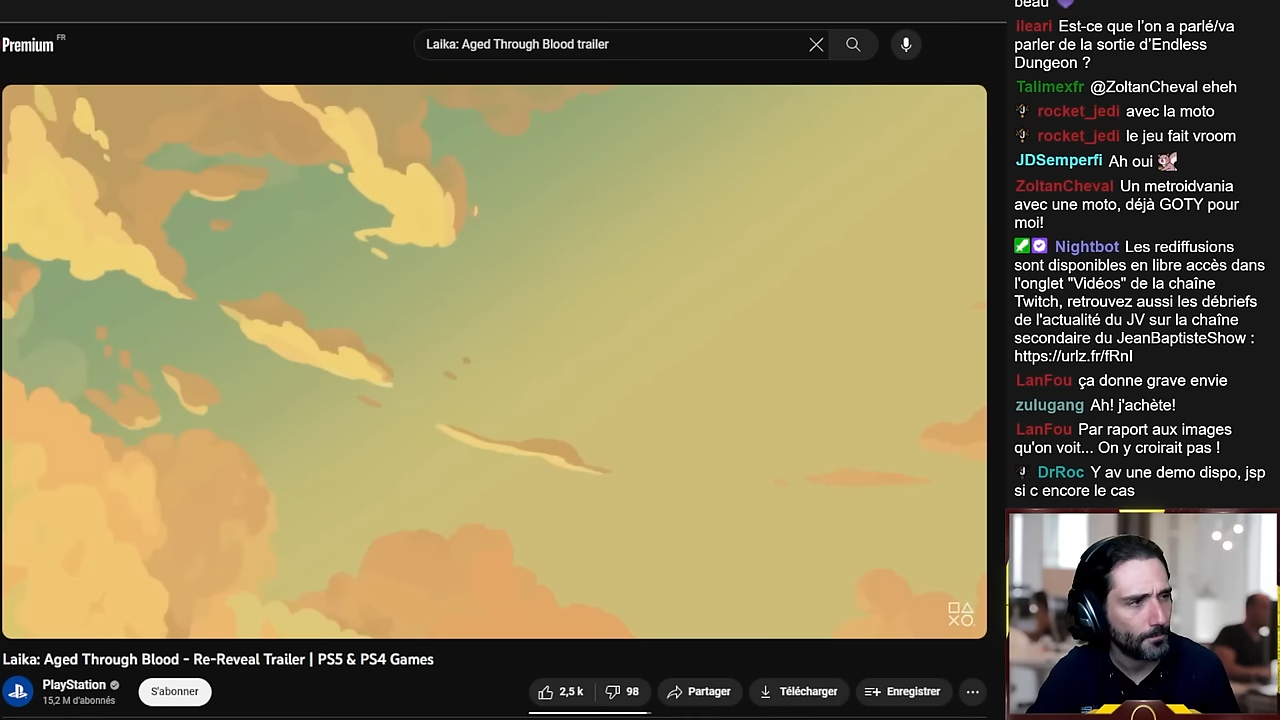 Premium FR
Laika: Aged Through Blood trailer
Laika: Aged Through Blood - Re-Reveal Trailer | PS5 & PS4 Games
PlayStation
15,2 M d'abonnés
S'abonner
2,5 k
98
Partager
Télécharger
Enregistrer
beau
ileari Est-ce que l'on a parlé/va
parler de la sortie d'Endless
Dungeon ?
Talimexfr @ZoltanCheval eheh
rocket_jedi avec la moto
rocket_jedi le jeu fait vroom
JDSemperfi Ah oui
ZoltanCheval Un metroidvania
avec une moto, déjà GOTY pour
moi!
Nightbot Les rediffusions
sont disponibles en libre accès dans
l'onglet "Vidéos" de la chaîne
Twitch, retrouvez aussi les débriefs
de l'actualité du JV sur la chaîne
secondaire du JeanBaptisteShow :
https://urlz.fr/fRnI
LanFou ça donne grave envie
zulugang Ah! j'achète!
LanFou Par raport aux images
qu'on voit... On y croirait pas !
DrRoc Y av une demo dispo, jsp
si c encore le cas